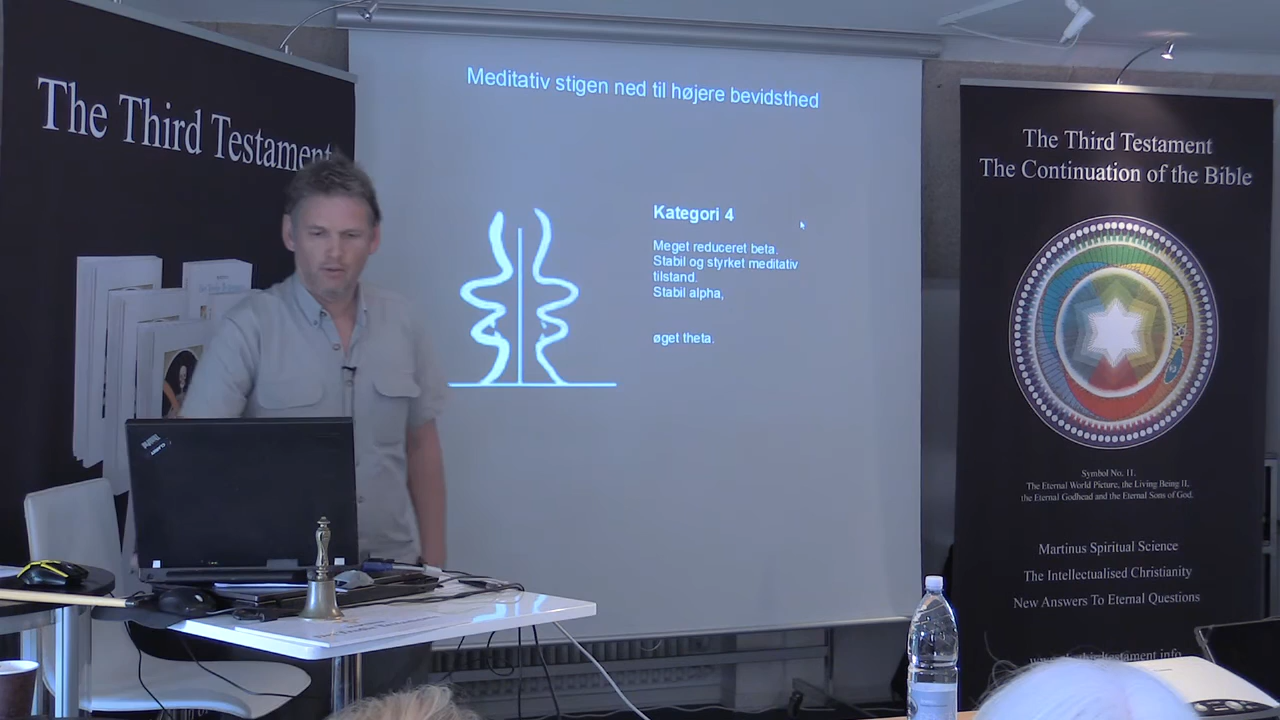 The Third Testament
Meditativ stigen ned til højere bevidsthed
Kategori 4
Meget reduceret beta.
Stabil og styrket meditativ
tilstand.
Stabil alpha,
øget theta.
The Third Testament
The Continuation of the Bible
Symbol No. 11.
The Eternal World Picture, the Living Being II,
the Eternal Godhead and the Eternal Sons of God.
Martinus Spiritual Science
The Intellectualised Christianity
New Answers To Eternal Questions